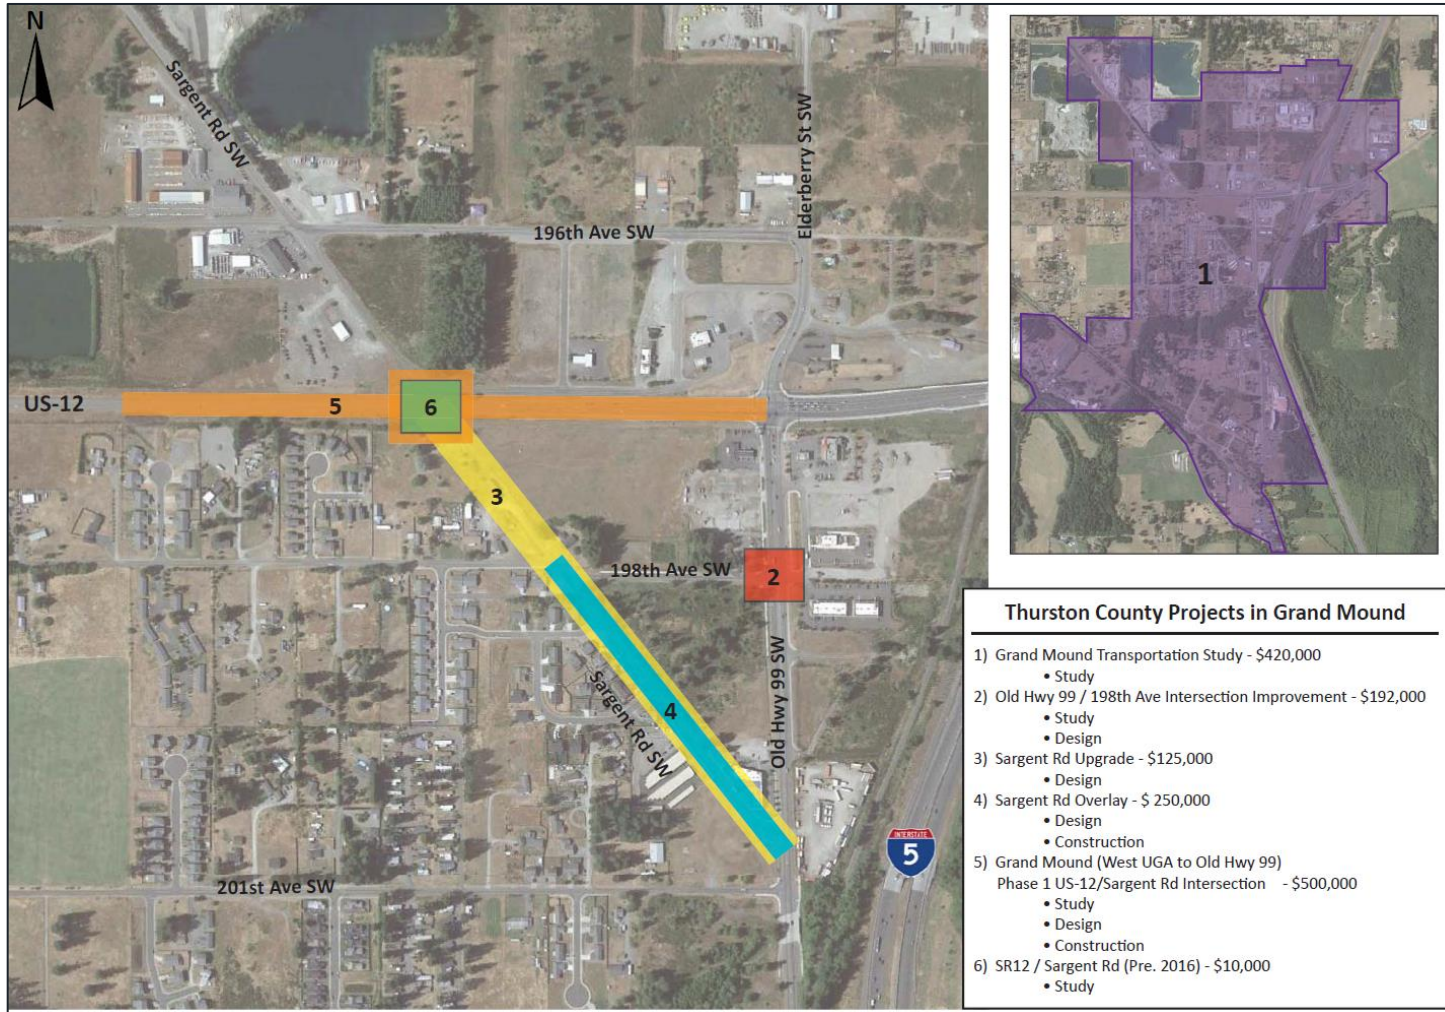 N
Sargent Rd SW
Elderberry St SW
196th Ave SW
1
US-12
5
6
3
198th Ave SW
2
Sargent Rd SW
4
Old Hwy 99 SW
INTERSTATE
5
201st Ave SW
Thurston County Projects in Grand Mound
1) Grand Mound Transportation Study - $420,000
• Study
2) Old Hwy 99 / 198th Ave Intersection Improvement - $192,000
• Study
• Design
3) Sargent Rd Upgrade - $125,000
• Design
4) Sargent Rd Overlay - $ 250,000
• Design
• Construction
5) Grand Mound (West UGA to Old Hwy 99)
Phase 1 US-12/Sargent Rd Intersection - $500,000
• Study
• Design
• Construction
6) SR12 / Sargent Rd (Pre. 2016) - $10,000
• Study